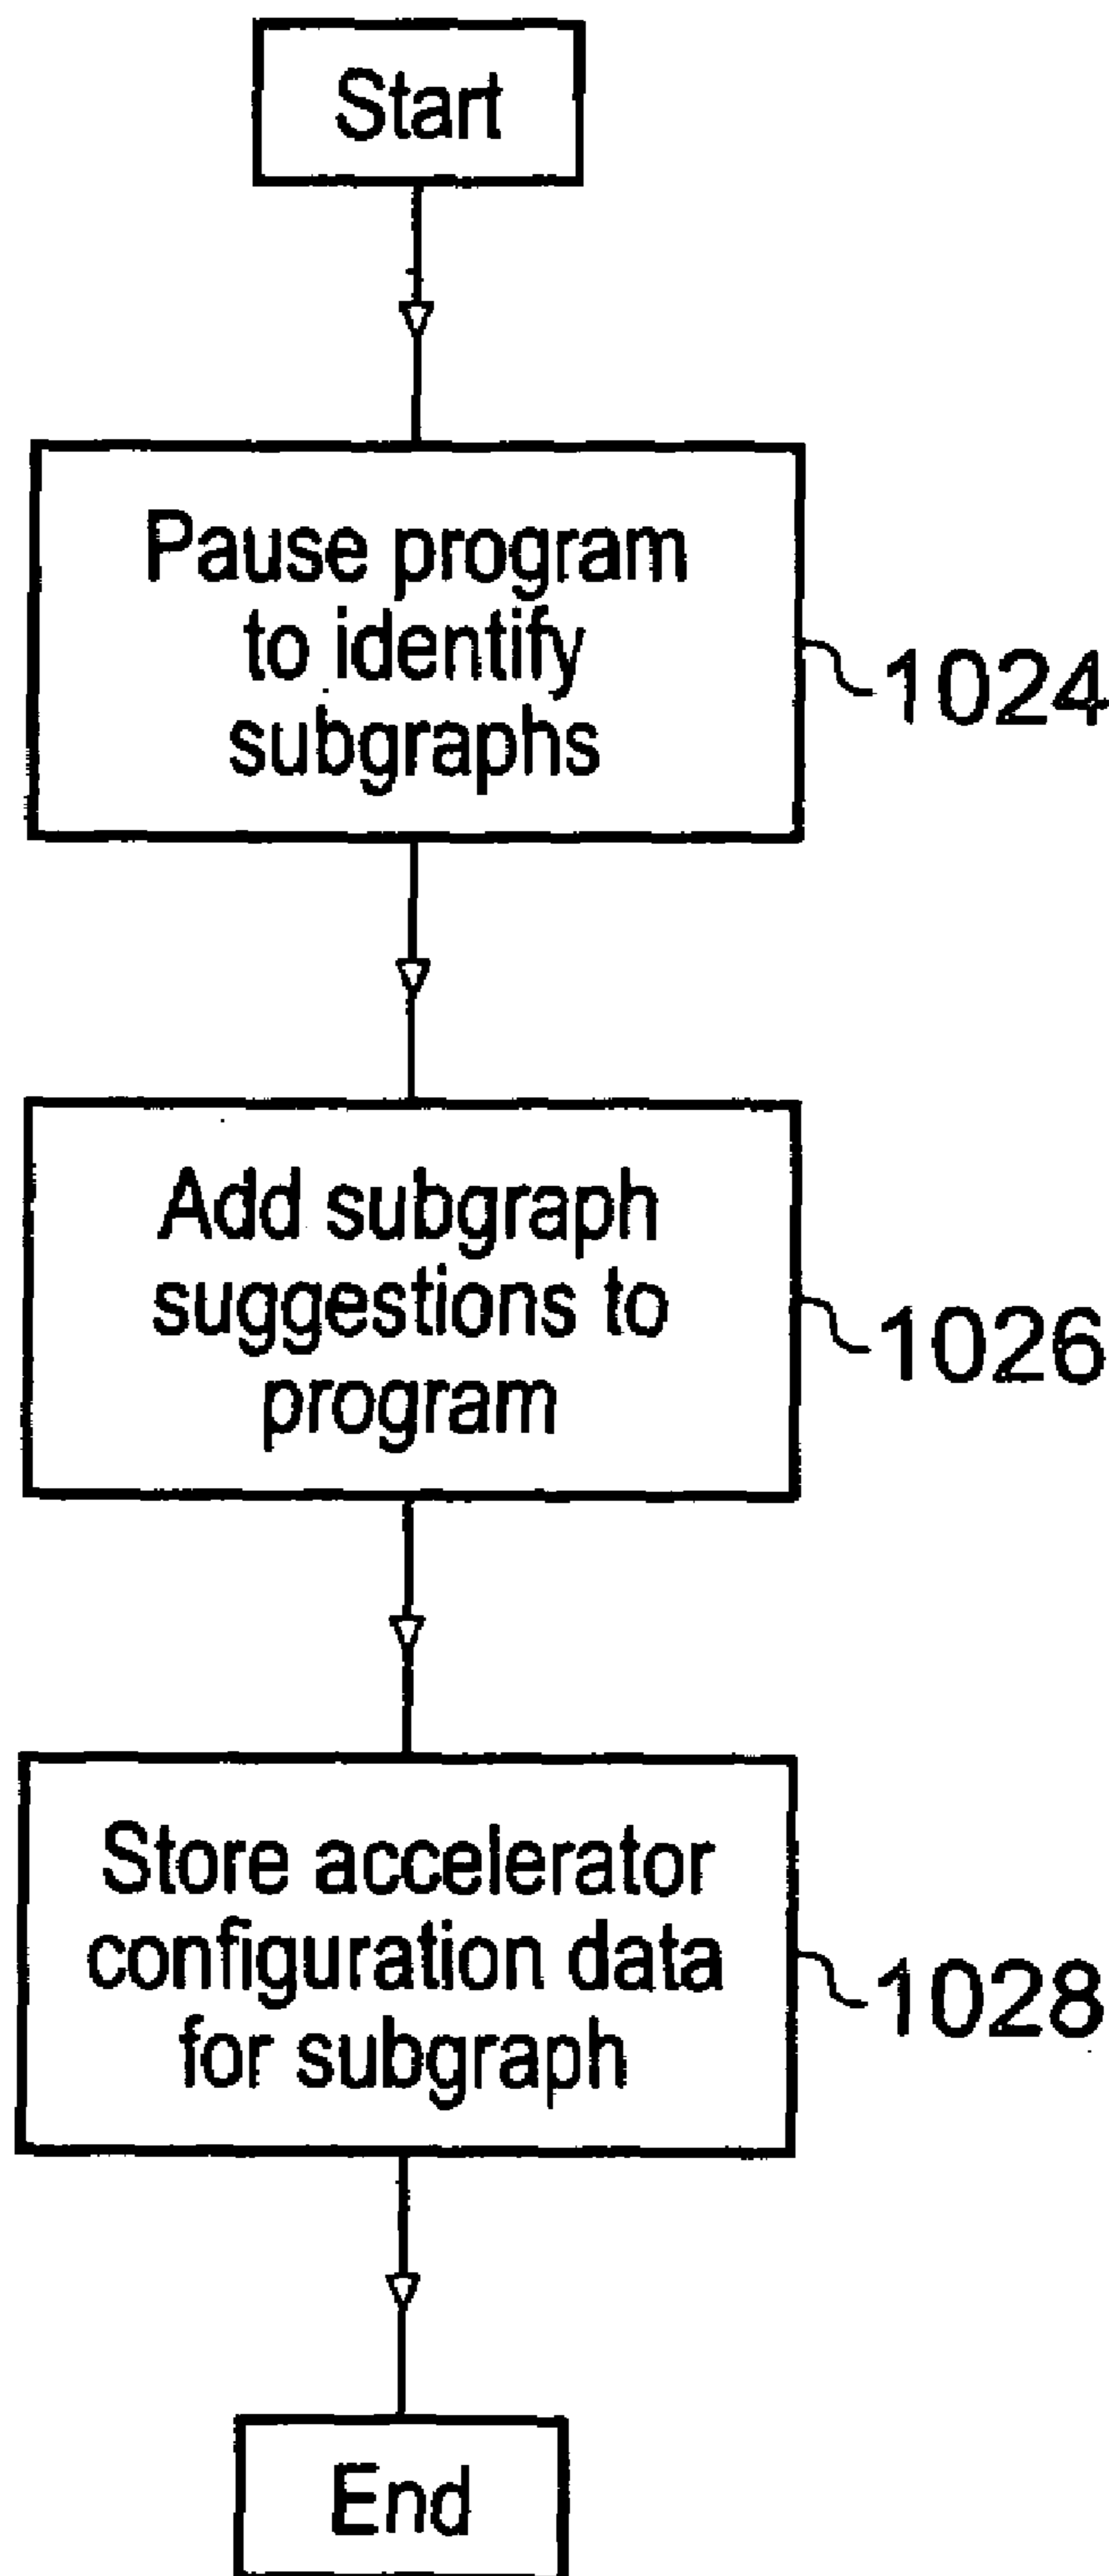 Start
Pause program
to identify
subgraphs
1024
Add subgraph
suggestions to
program
1026
Store accelerator
configuration data
for subgraph
1028
End